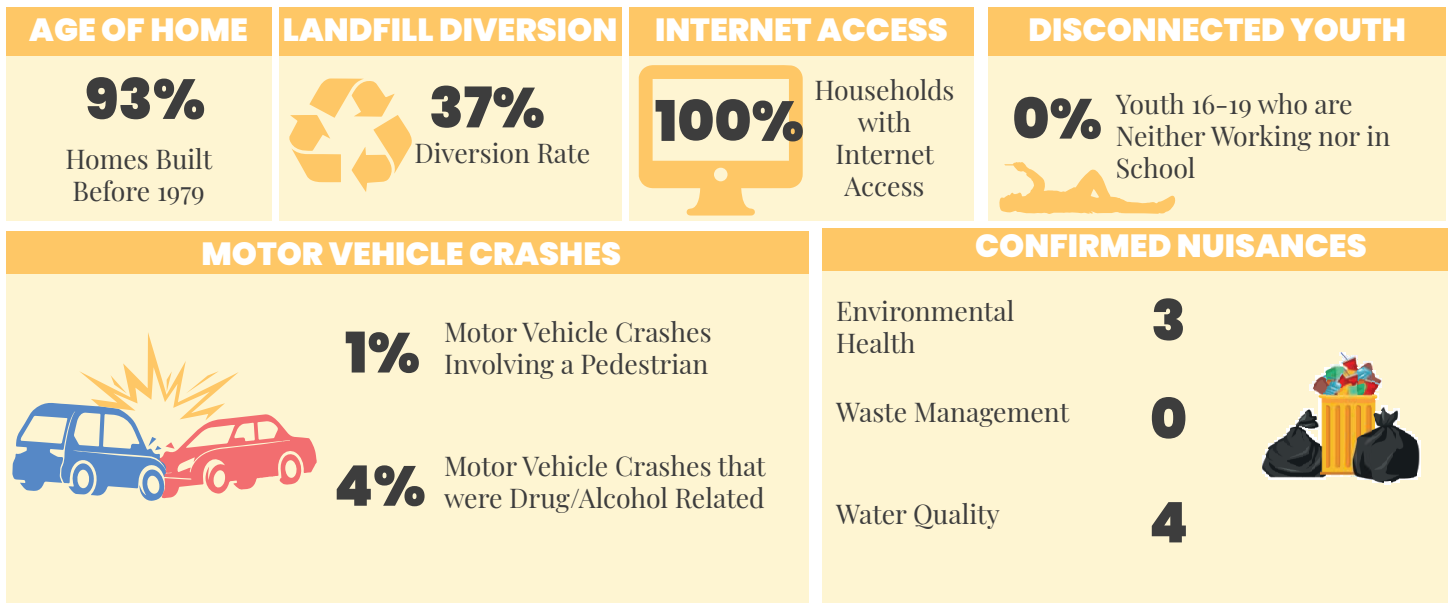 AGE OF HOME
93%
Homes Built
Before 1979
LANDFILL DIVERSION
37%
Diversion Rate
INTERNET ACCESS
100%
Households
with
Internet
Access
DISCONNECTED YOUTH
0%
Youth 16-19 who are
Neither Working nor in
School
MOTOR VEHICLE CRASHES
1%
Motor Vehicle Crashes
Involving a Pedestrian
4%
Motor Vehicle Crashes that
were Drug/Alcohol Related
CONFIRMED NUISANCES
Environmental
Health
3
Waste Management
0
Water Quality
4